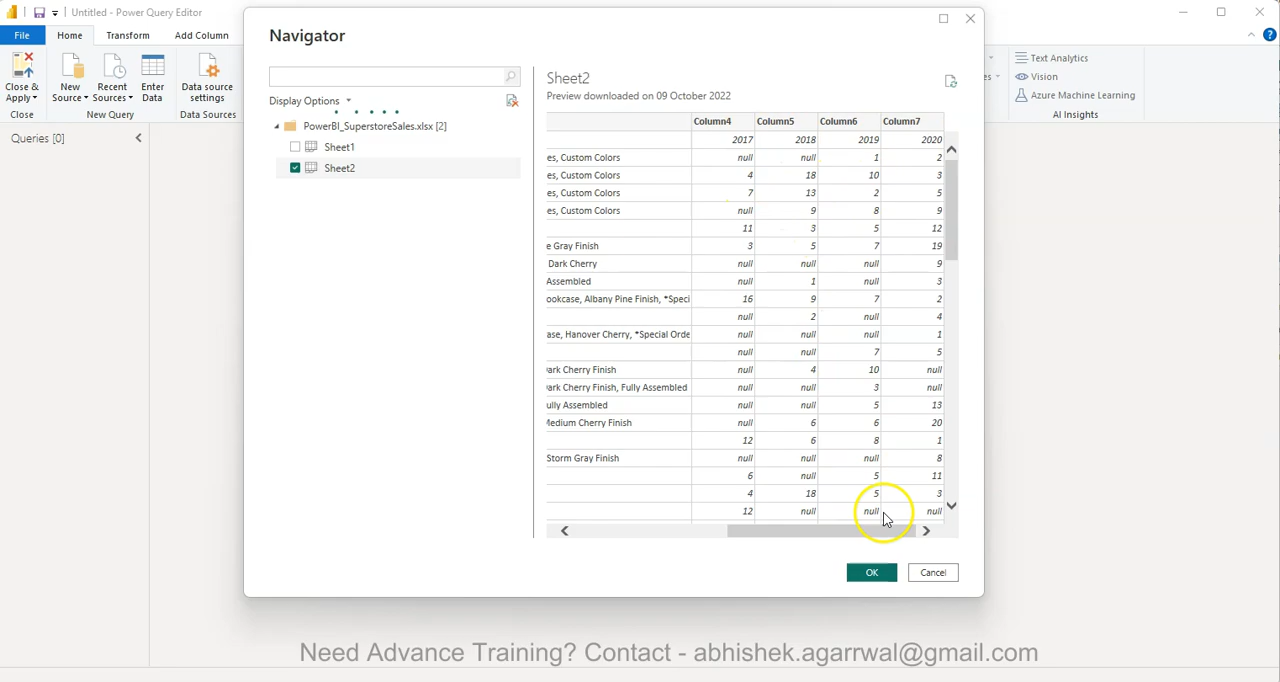 Untitled - Power Query Editor
File Home Transform Add Column
Close & Apply
New Source
Recent Sources
Enter Data
Data source settings
Close
New Query
Data Sources
Text Analytics
Vision
Azure Machine Learning
AI Insights
Queries [0]
Navigator
Display Options
PowerBI_SuperstoreSales.xlsx [2]
Sheet1
Sheet2
Sheet2
Preview downloaded on 09 October 2022
Column4 Column5 Column6 Column7
2017 2018 2019 2020
es, Custom Colors null null 1 2
es, Custom Colors 4 18 10 3
es, Custom Colors 7 13 2 5
es, Custom Colors null 9 8 9
11 3 5 12
e Gray Finish 3 5 7 19
Dark Cherry null null null 9
Assembled null 1 null 3
ookcase, Albany Pine Finish, *Speci 16 9 7 2
null 2 null 4
ase, Hanover Cherry, *Special Orde null null null 1
null null 7 5
ark Cherry Finish null 4 10 null
ark Cherry Finish, Fully Assembled null null 3 null
ully Assembled null null 5 13
Medium Cherry Finish null 6 6 20
12 6 8 1
Storm Gray Finish null null null 8
6 null 5 11
4 18 5 3
12 null null null
OK Cancel
Need Advance Training? Contact - abhishek.agarrwal@gmail.com